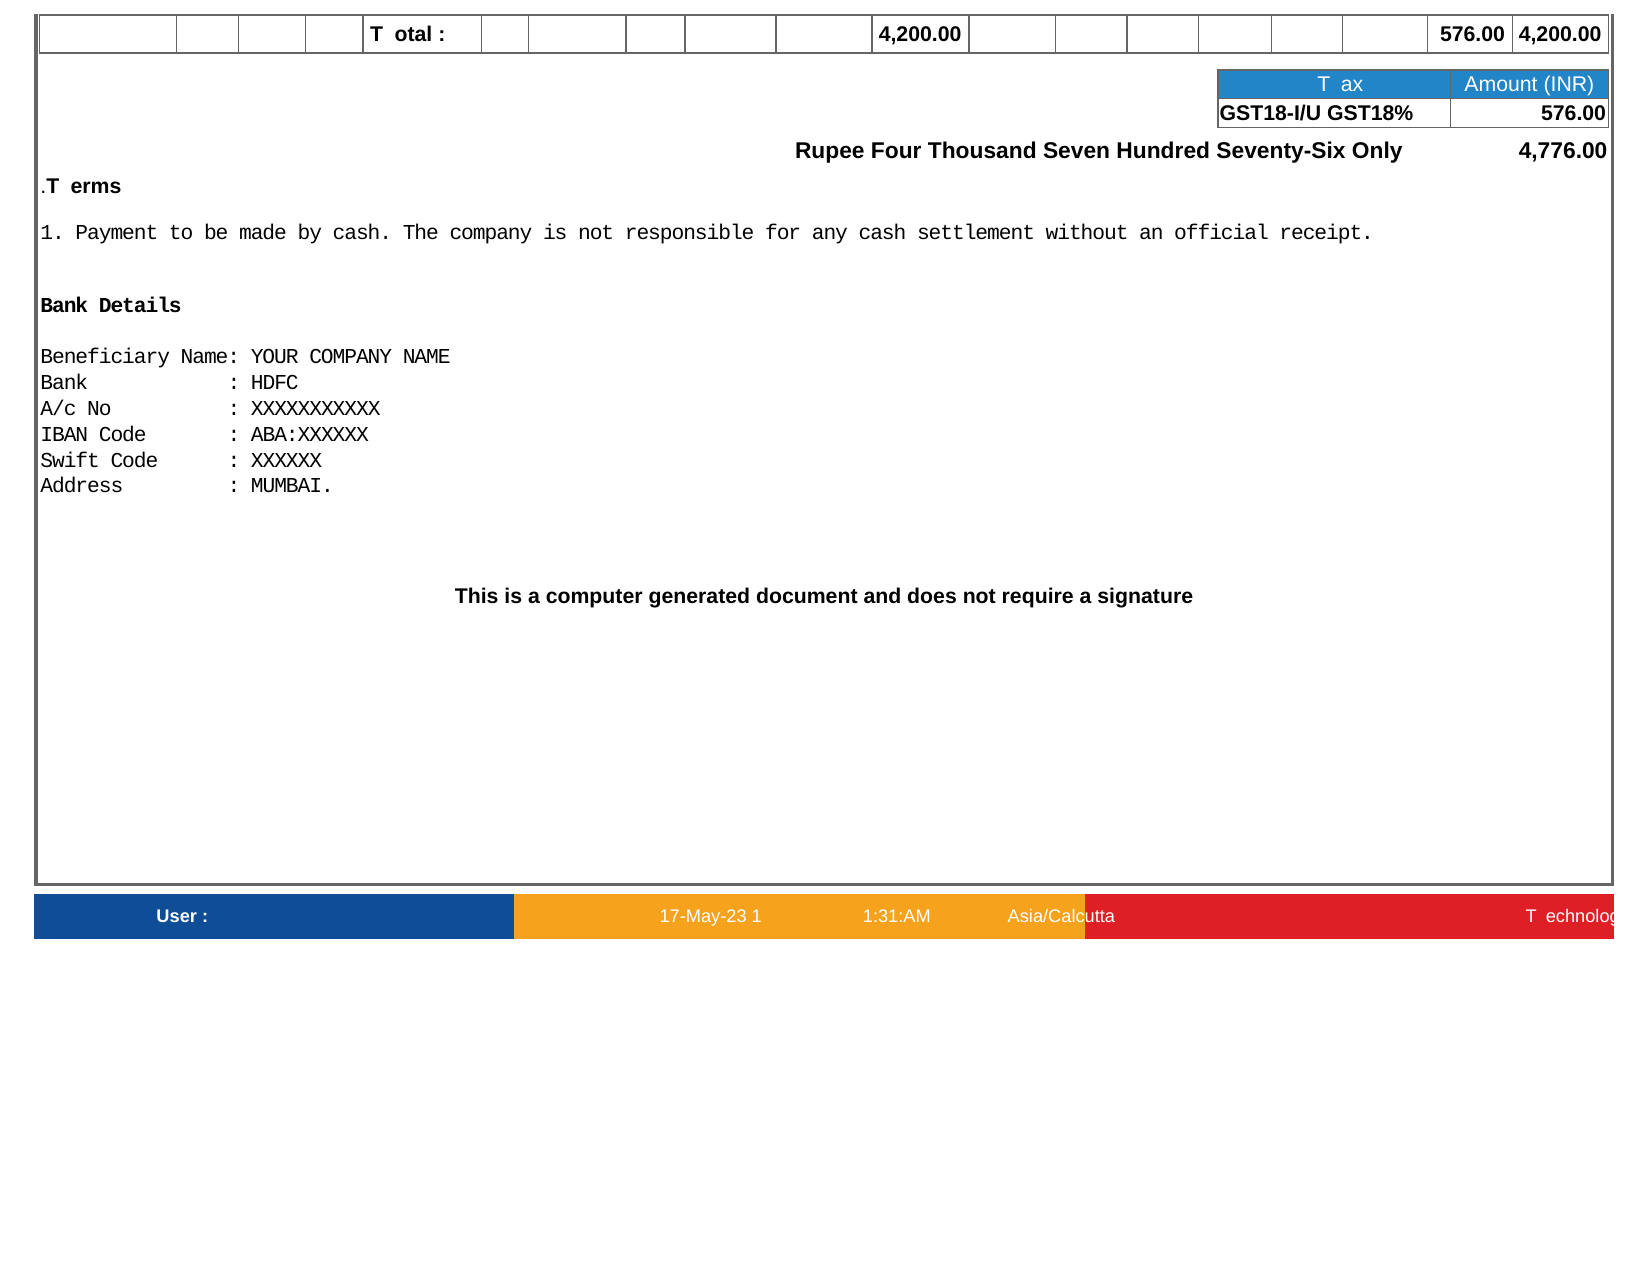 T otal : 4,200.00 576.00 4,200.00
T ax Amount (INR)
GST18-I/U GST18% 576.00
Rupee Four Thousand Seven Hundred Seventy-Six Only 4,776.00
.T erms
1. Payment to be made by cash. The company is not responsible for any cash settlement without an official receipt.
Bank Details
Beneficiary Name: YOUR COMPANY NAME
Bank : HDFC
A/c No : XXXXXXXXXXX
IBAN Code : ABA:XXXXXX
Swift Code : XXXXXX
Address : MUMBAI.
This is a computer generated document and does not require a signature
User : 17-May-23 1 1:31:AM Asia/Calcutta T echnolog